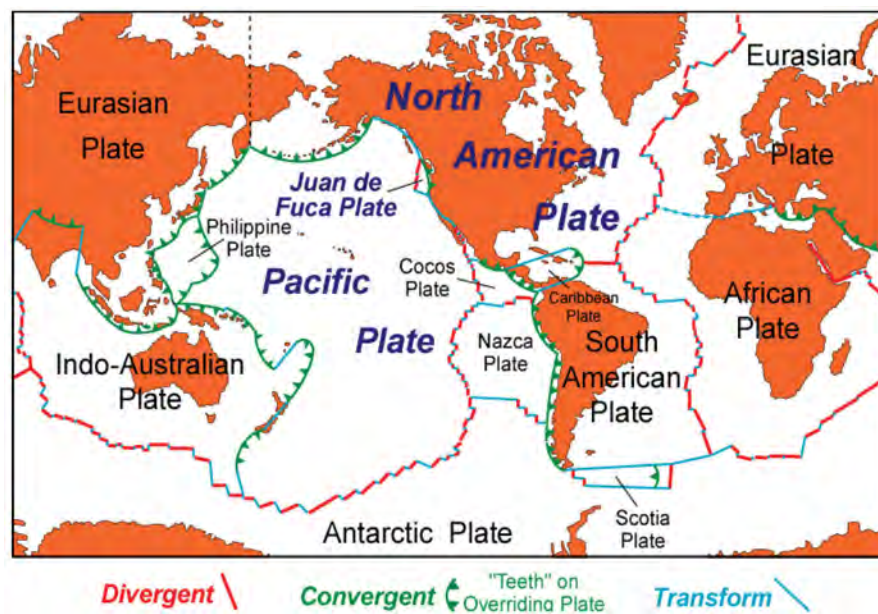 North
American
Plate
Eurasian
Plate
Eurasian
Plate
Juan de
Fuca Plate
Philippine
Plate
Pacific
Plate
Cocos
Plate
Caribbean
Plate
African
Plate
Nazca
Plate
South
American
Plate
Indo-Australian
Plate
Scotia
Plate
Antarctic Plate
Divergent
Convergent
"Teeth" on
Overriding Plate
Transform